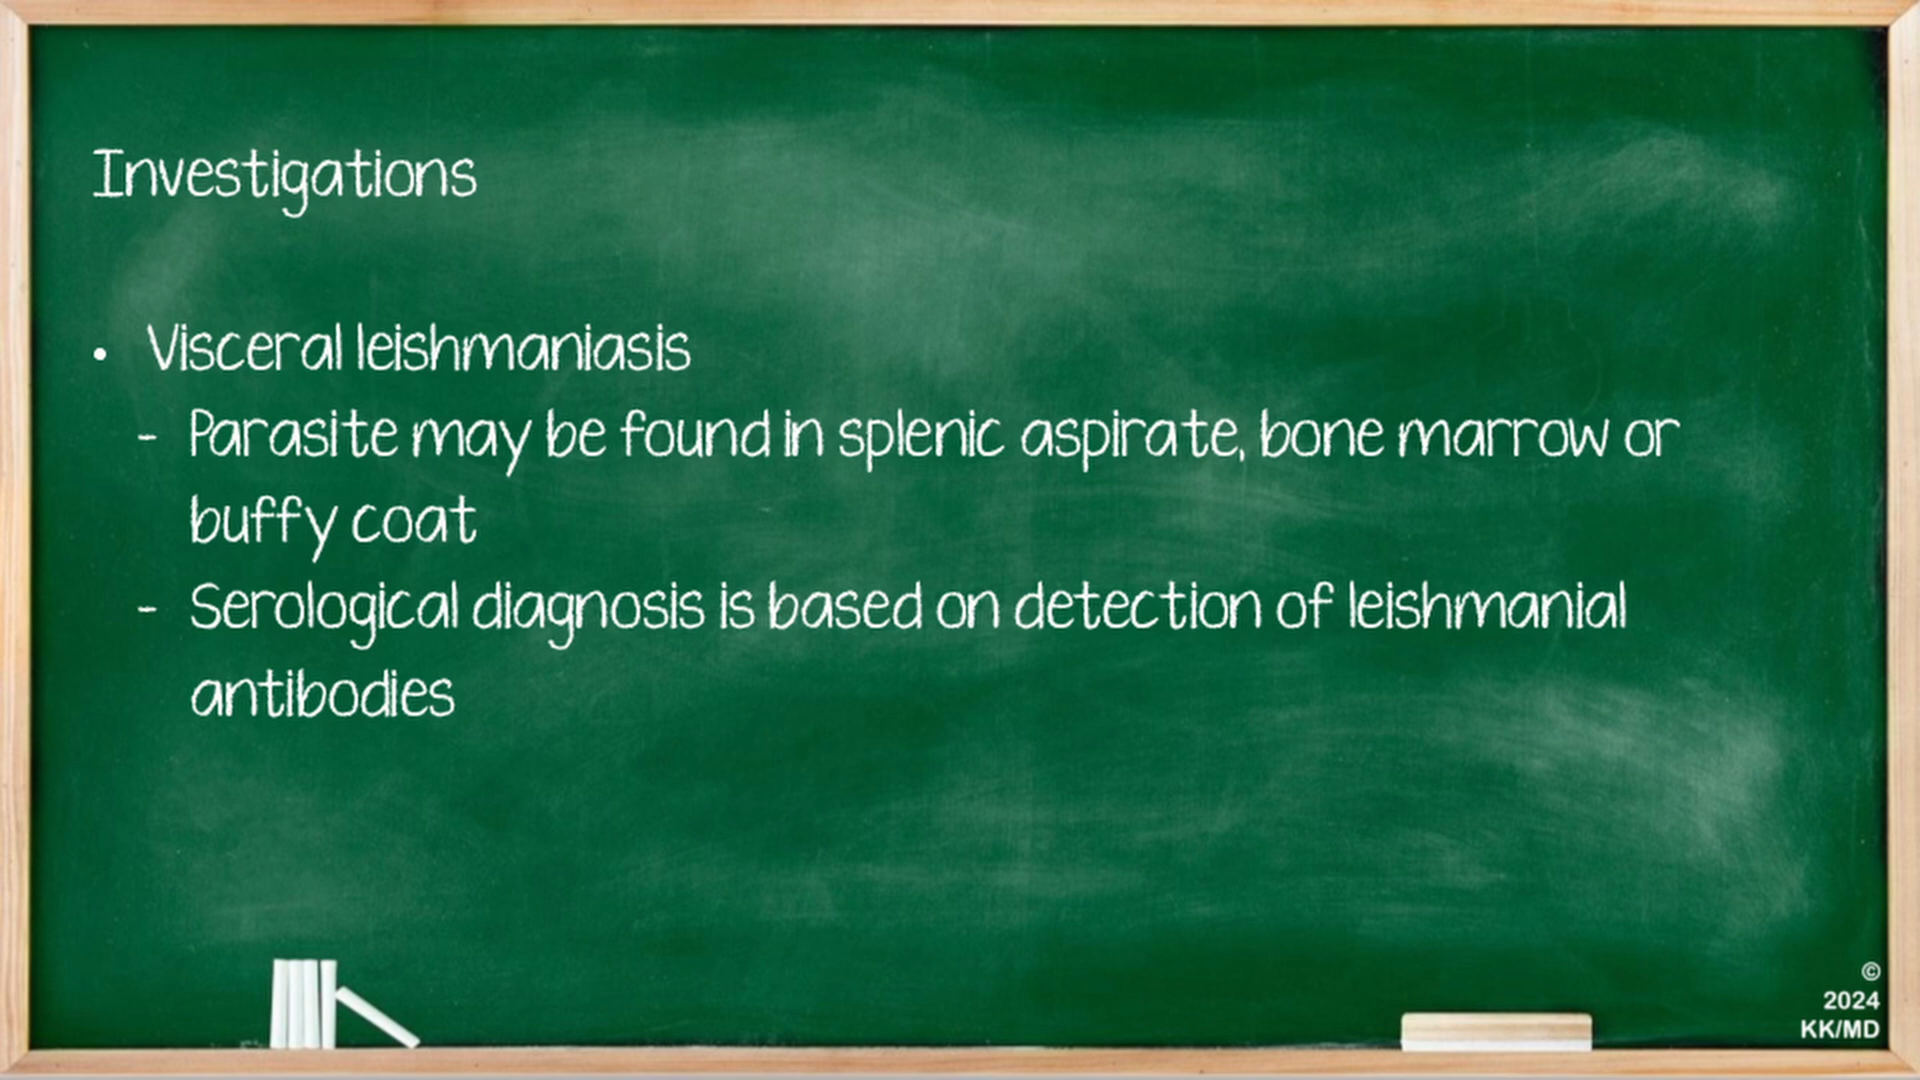 Investigations
• Visceral leishmaniasis
- Parasite may be found in splenic aspirate, bone marrow or
buffy coat
- Serological diagnosis is based on detection of leishmanial
antibodies
©
2024
KK/MD